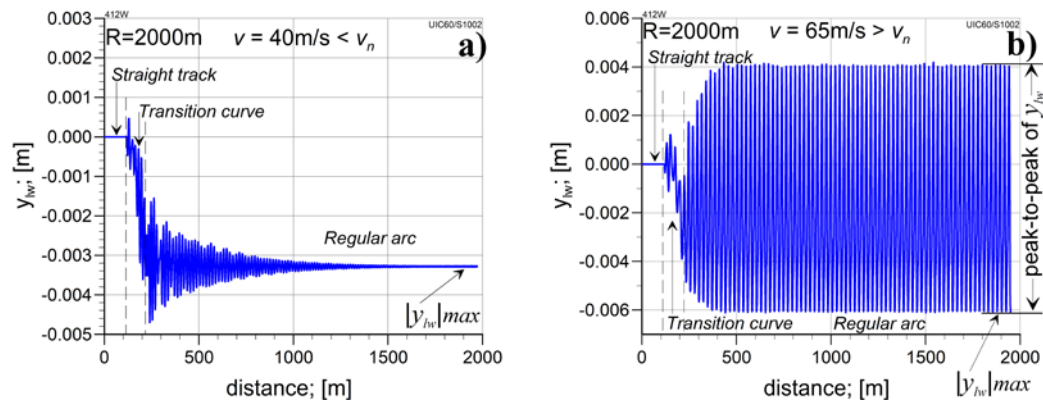 412W
UIC60/S1002
R=2000m v = 40m/s < vn
a)
0.003
0.002
0.001
0.000
-0.001
-0.002
-0.003
-0.004
-0.005
ylw; [m]
Straight track
Transition curve
Regular arc
|ylw|max
0
500
1000
1500
2000
distance; [m]
412W
UIC60/S1002
R=2000m v = 65m/s > vn
b)
0.006
0.004
0.002
0.000
-0.002
-0.004
-0.006
ylw; [m]
Straight track
peak-to-peak of ylw
Transition curve
Regular arc
|ylw|max
0
500
1000
1500
2000
distance; [m]